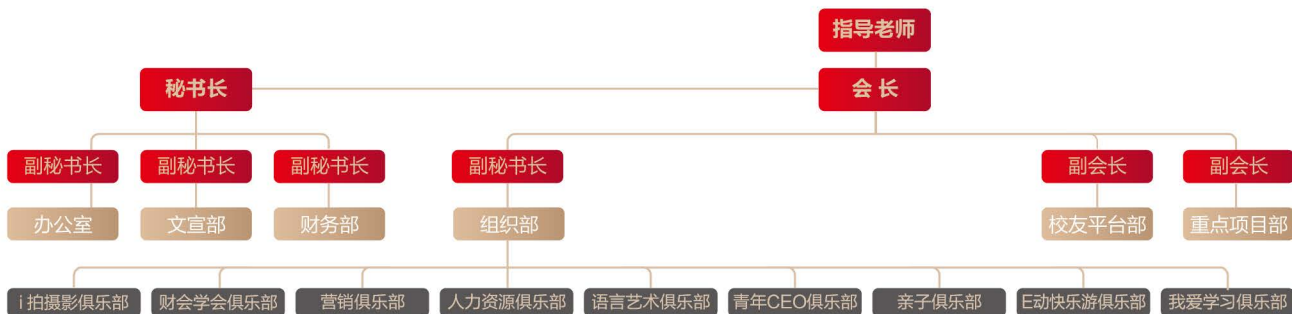 指导老师
秘书长
会 长
副秘书长
副秘书长
副秘书长
副秘书长
副会长
副会长
办公室
文宣部
财务部
组织部
校友平台部
重点项目部
i 拍摄影俱乐部
财会学会俱乐部
营销俱乐部
人力资源俱乐部
语言艺术俱乐部
青年CEO俱乐部
亲子俱乐部
E动快乐游俱乐部
我爱学习俱乐部